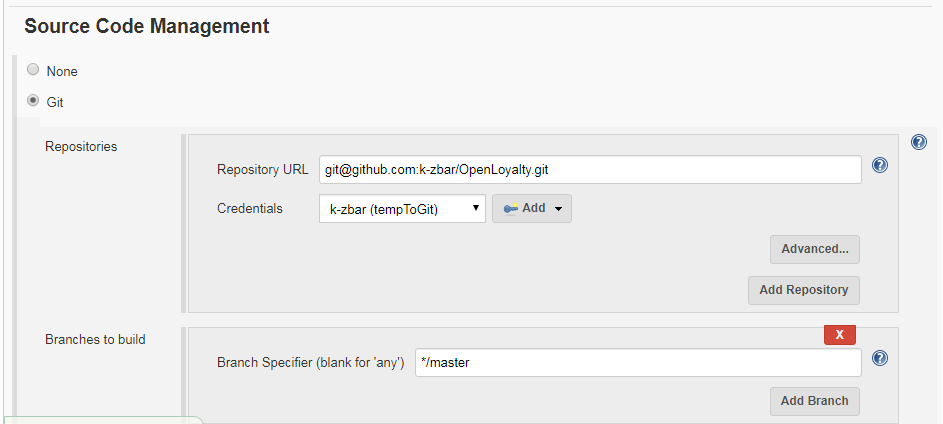 Source Code Management
None
Git
Repositories
Repository URL git@github.com:k-zbar/OpenLoyalty.git
Credentials k-zbar (tempToGit) Add
Advanced...
Add Repository
Branches to build
X
Branch Specifier (blank for 'any') */master
Add Branch